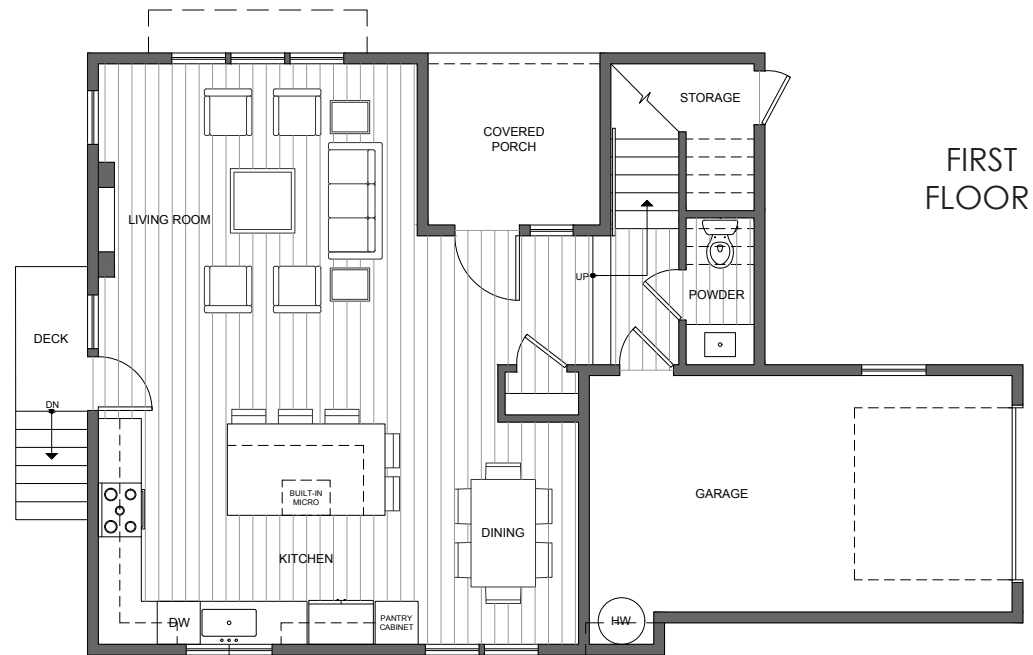 STORAGE
COVERED
PORCH
FIRST
FLOOR
LIVING ROOM
UP
POWDER
DECK
DN
BUILT-IN
MICRO
GARAGE
DINING
KITCHEN
DW
PANTRY
CABINET
HW